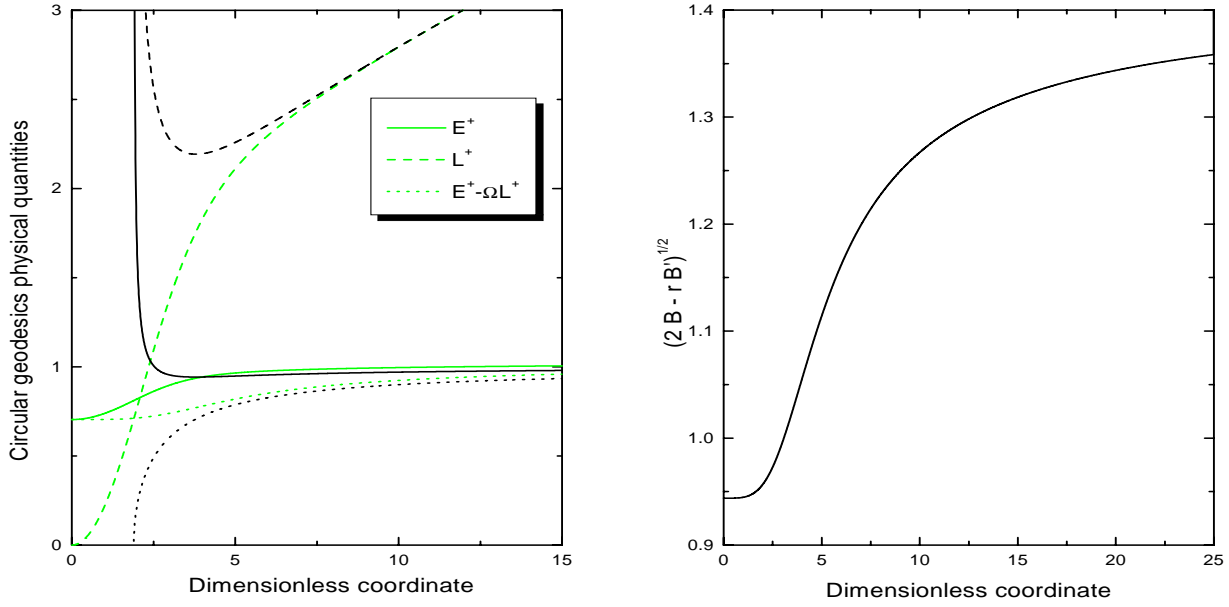 Circular geodesics physical quantities
3
2
1
0
0
5
10
15
Dimensionless coordinate
E⁺
L⁺
E⁺-ΩL⁺
(2 B - r B')^{1/2}
1.4
1.3
1.2
1.1
1.0
0.9
0
5
10
15
20
25
Dimensionless coordinate